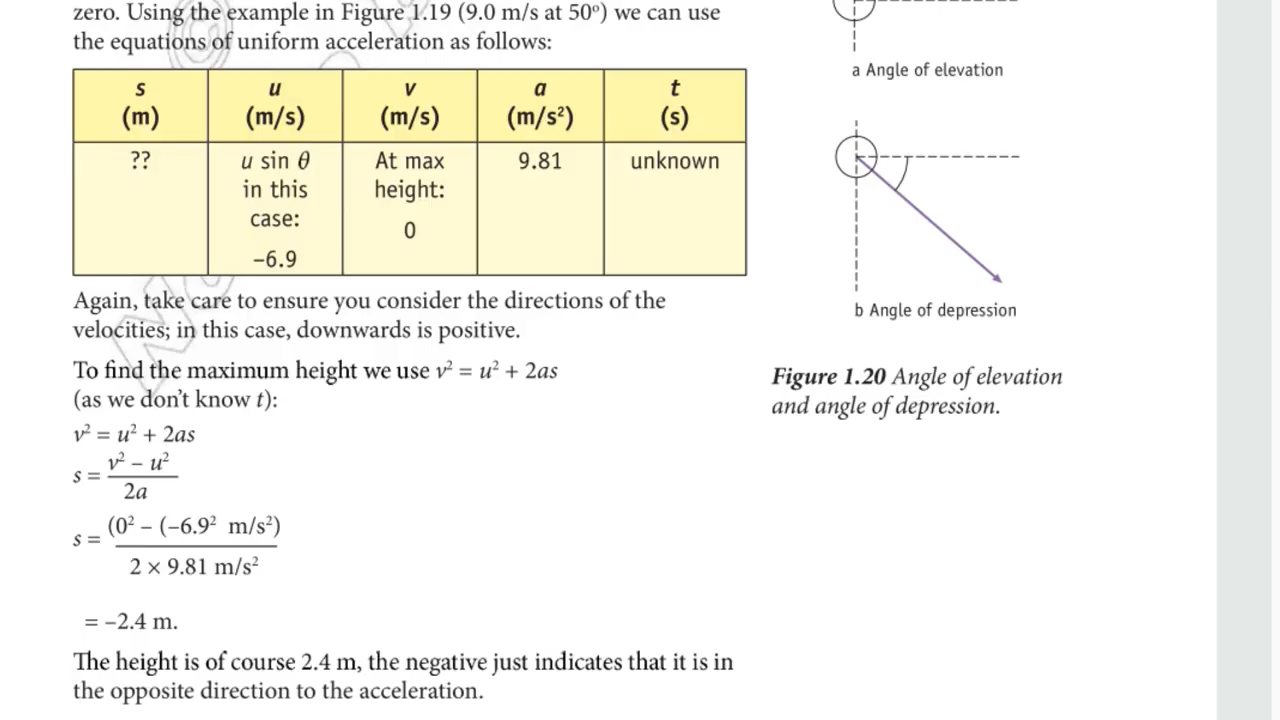 zero. Using the example in Figure 1.19 (9.0 m/s at 50º) we can use
the equations of uniform acceleration as follows:
s u v a t
(m) (m/s) (m/s) (m/s²) (s)
?? u sin θ At max 9.81 unknown
in this height:
case: 0
–6.9
Again, take care to ensure you consider the directions of the
velocities; in this case, downwards is positive.
To find the maximum height we use v² = u² + 2as
(as we don’t know t):
v² = u² + 2as
s = v² – u²
2a
s = (0² – (–6.9² m/s²)
2 × 9.81 m/s²
= –2.4 m.
The height is of course 2.4 m, the negative just indicates that it is in
the opposite direction to the acceleration.
a Angle of elevation
b Angle of depression
Figure 1.20 Angle of elevation
and angle of depression.